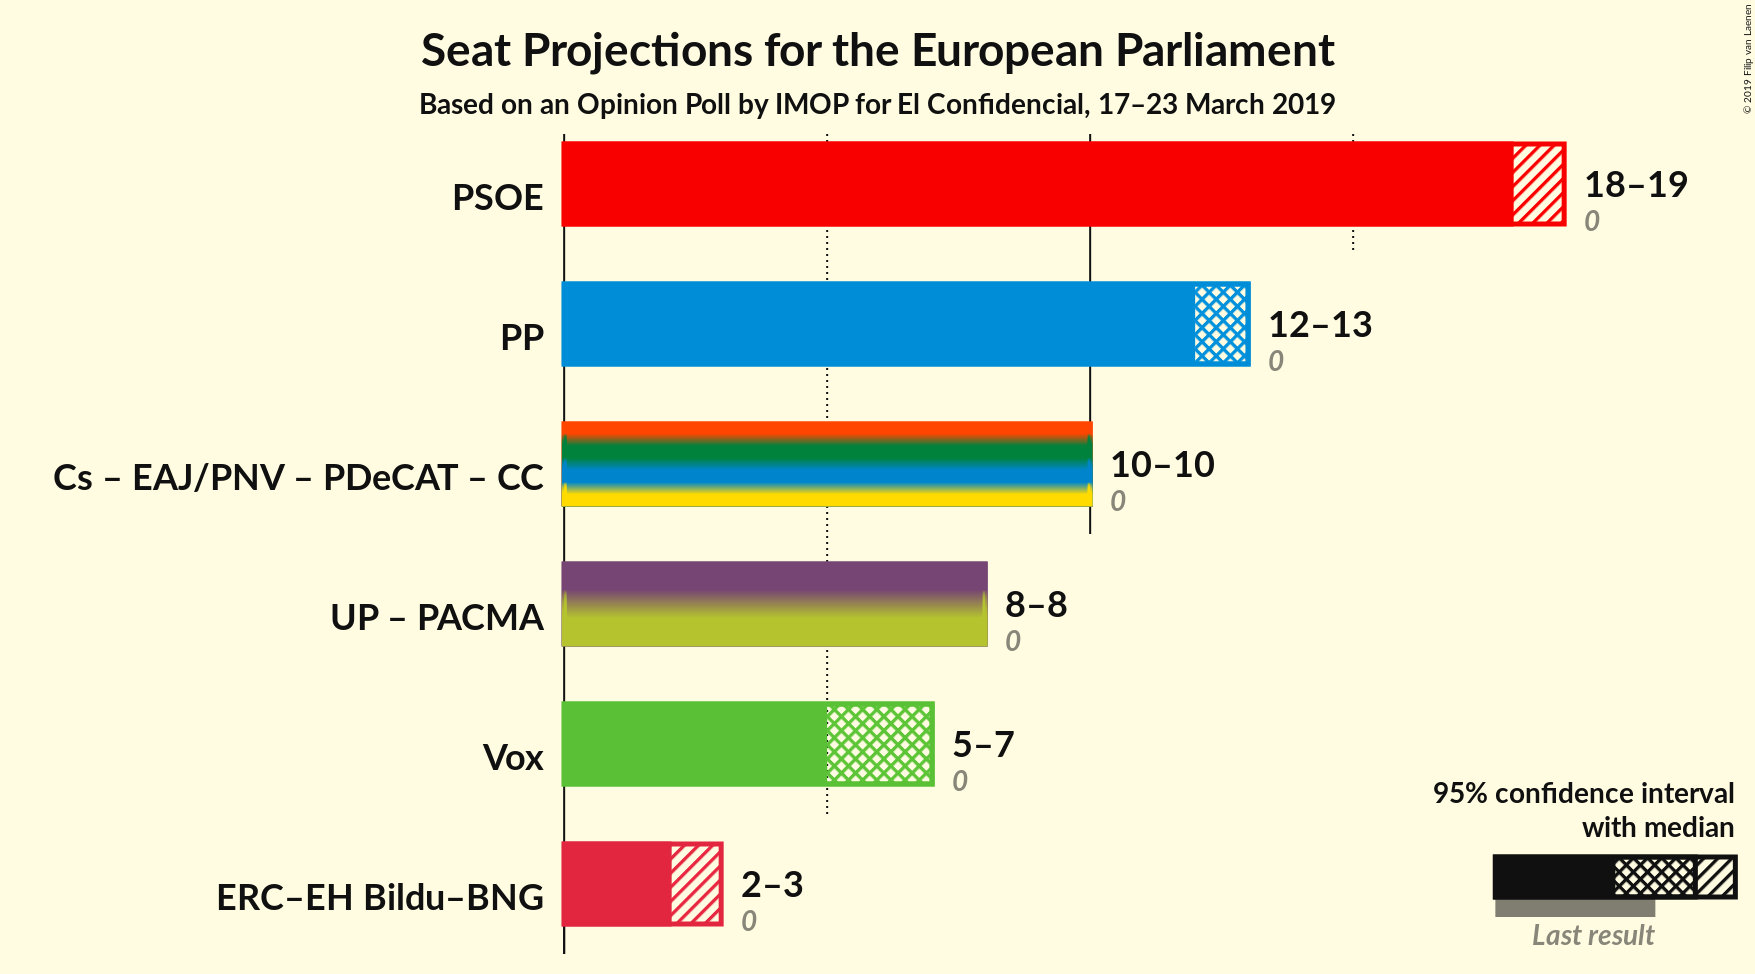 Seat Projections for the European Parliament
Based on an Opinion Poll by IMOP for El Confidencial, 17–23 March 2019
© 2019 Filip van Laenen
PSOE
18–19
0
PP
12–13
0
Cs – EAJ/PNV – PDeCAT – CC
10–10
0
UP – PACMA
8–8
0
Vox
5–7
0
ERC–EH Bildu–BNG
2–3
0
95% confidence interval
with median
Last result